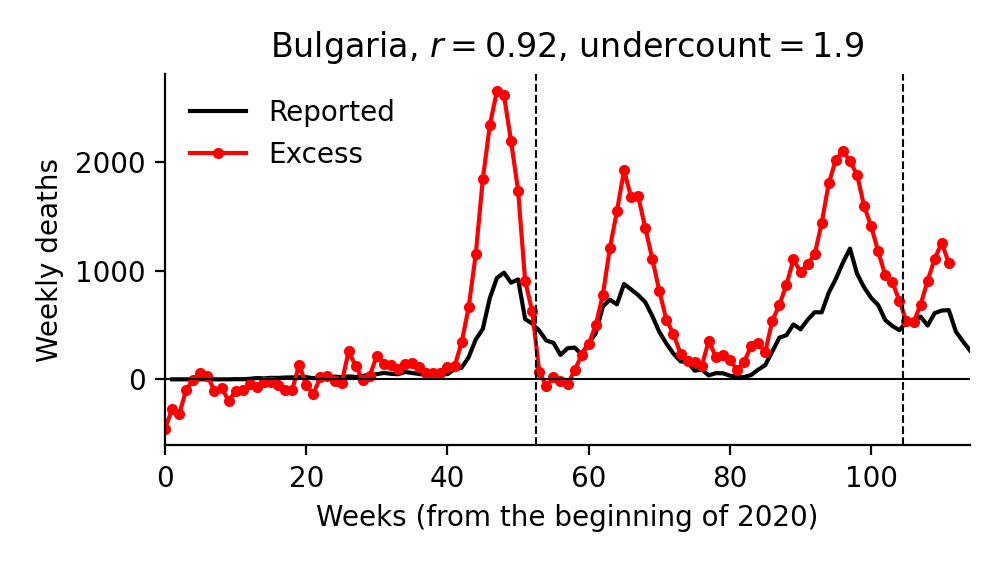 Bulgaria, r = 0.92, undercount = 1.9
Reported
Excess
Weekly deaths
2000
1000
0
0 20 40 60 80 100
Weeks (from the beginning of 2020)